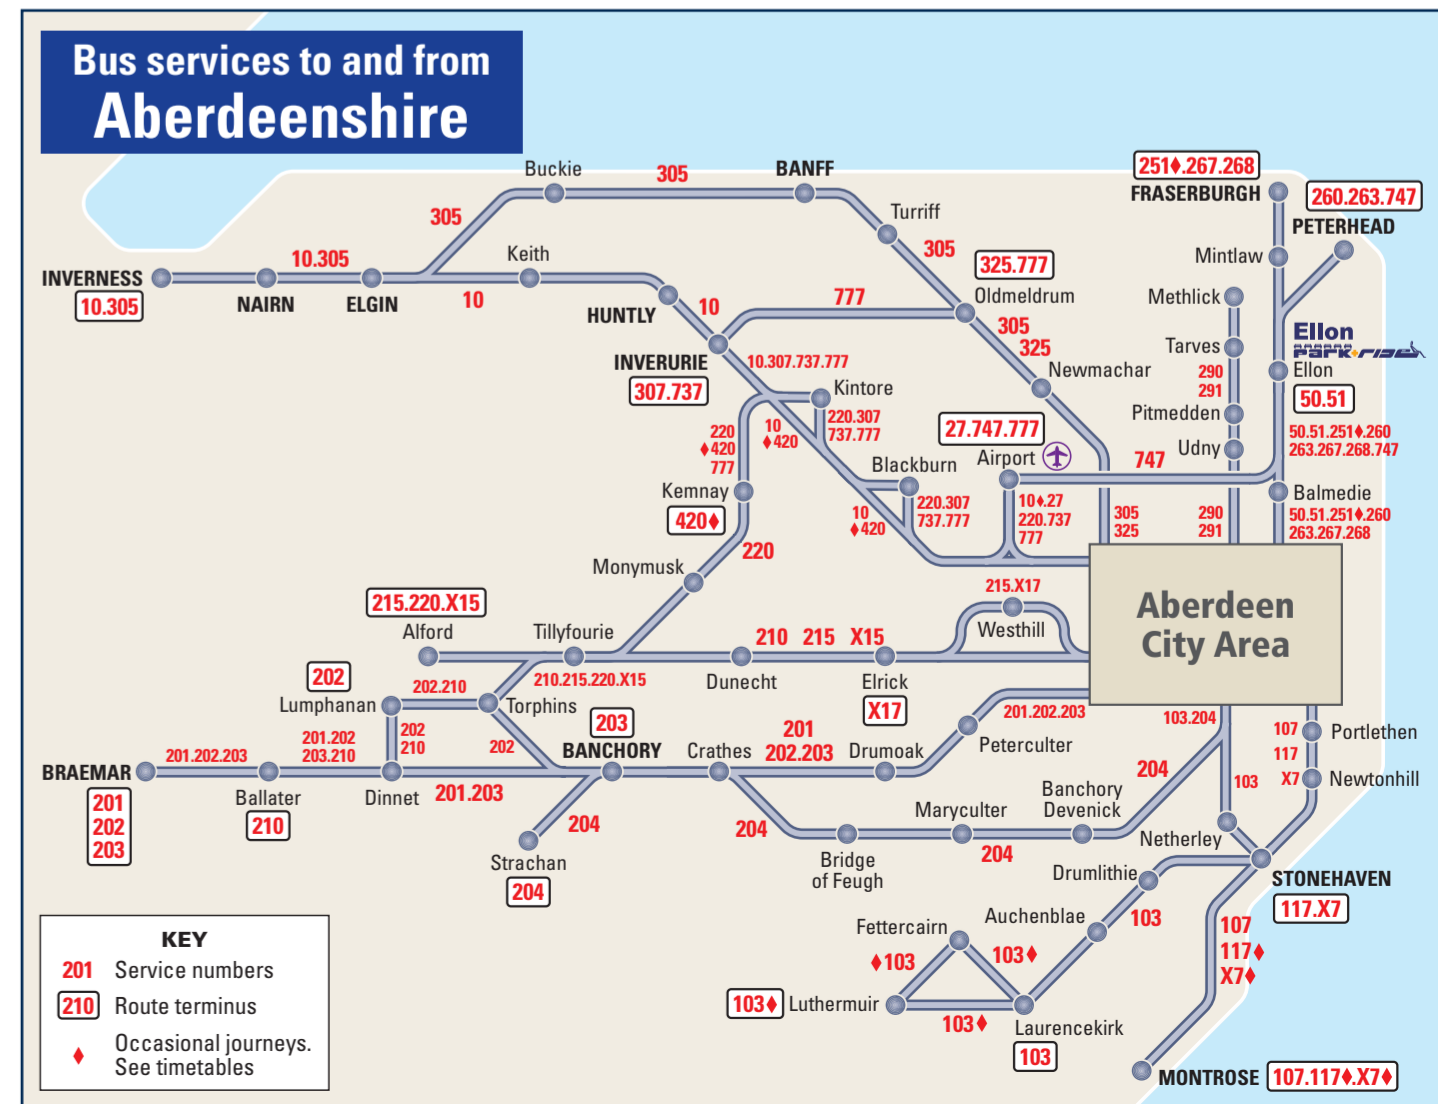 Bus services to and from
Aberdeenshire
Buckie
305
BANFF
251♦.267.268
FRASERBURGH
260.263.747
PETERHEAD
Turriff
305
305
Mintlaw
Keith
10.305
325.777
INVERNESS
10.305
NAIRN
ELGIN
10
HUNTLY
10
777
Oldmeldrum
Methlick
305
325
Ellon
PARK+RIDE
Tarves
INVERURIE
307.737
10.307.737.777
Newmachar
290
291
Ellon
50.51
Kintore
Pitmedden
220
♦420
777
10
♦420
220.307
737.777
27.747.777
Airport
747
Udny
50.51.251♦.260
263.267.268.747
Blackburn
Kemnay
420♦
10
♦420
220.307
737.777
10♦.27
220.737
777
305
325
290
291
Balmedie
50.51.251♦.260
263.267.268
220
Monymusk
215.X17
Westhill
Aberdeen
City Area
215.220.X15
Alford
Tillyfourie
210 215 X15
Dunecht
Elrick
X17
202
Lumphanan
202.210
210.215.220.X15
Torphins
203
BANCHORY
201.202.203
103.204
107
117
X7
Portlethen
Newtonhill
201.202
203.210
202
210
202
Crathes
201
202.203
Drumoak
Peterculter
BRAEMAR
201
202
203
201.202.203
Ballater
210
Dinnet
201.203
204
103
204
Strachan
204
204
Bridge
of Feugh
Maryculter
204
Banchory
Devenick
Netherley
Drumlithie
STONEHAVEN
117.X7
Auchenblae
103
107
117♦
X7♦
Fettercairn
♦103
103♦
103♦
Luthermuir
103♦
Laurencekirk
103
MONTROSE
107.117♦.X7♦
KEY
201 Service numbers
210 Route terminus
♦ Occasional journeys.
See timetables